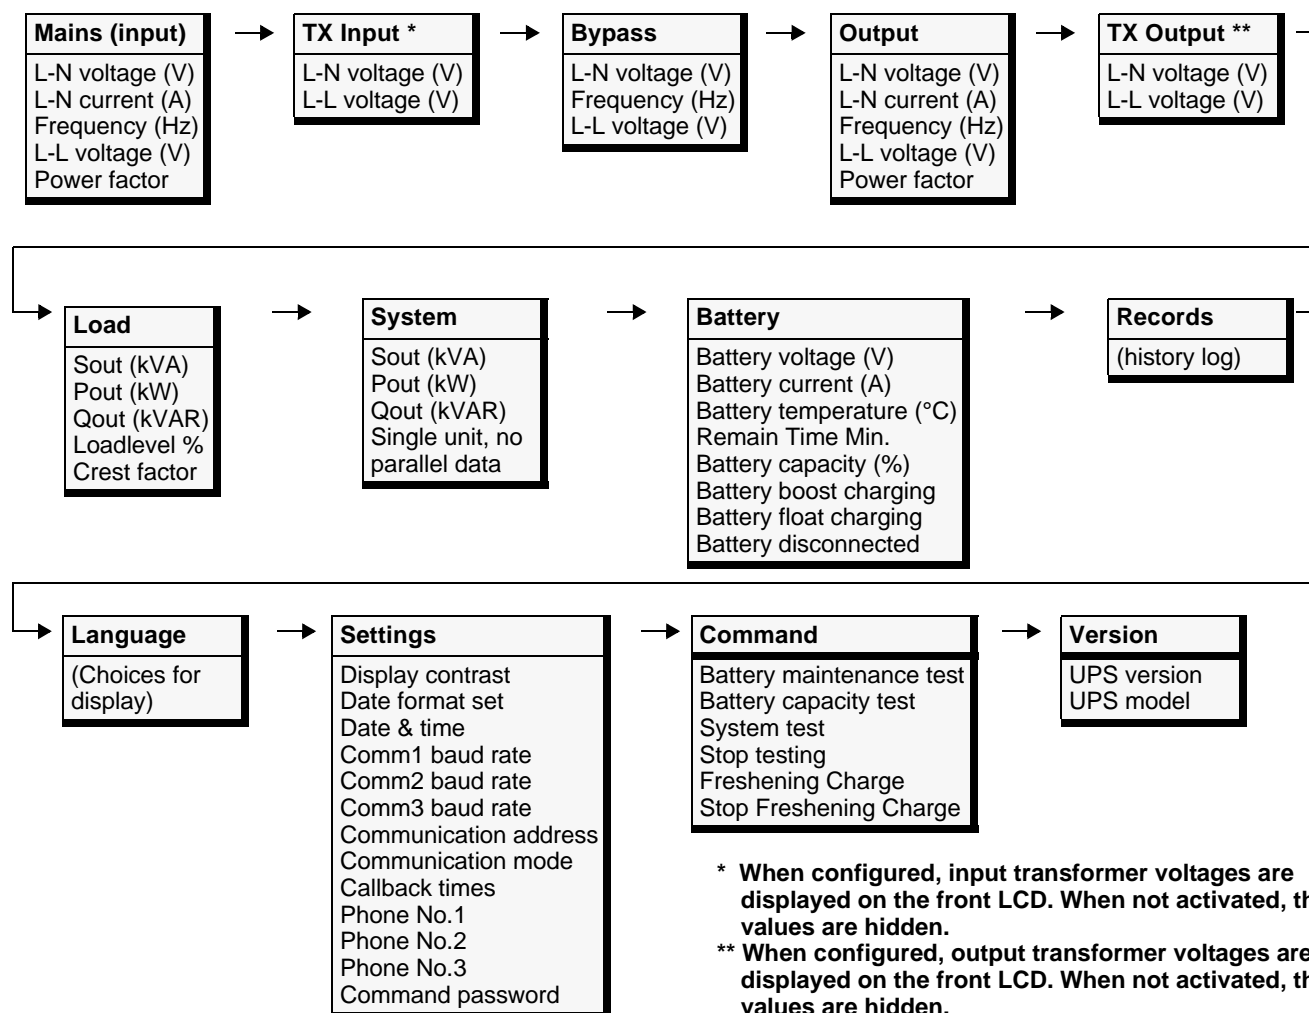 Mains (input)
L-N voltage (V)
L-N current (A)
Frequency (Hz)
L-L voltage (V)
Power factor
TX Input *
L-N voltage (V)
L-L voltage (V)
Bypass
L-N voltage (V)
Frequency (Hz)
L-L voltage (V)
Output
L-N voltage (V)
L-N current (A)
Frequency (Hz)
L-L voltage (V)
Power factor
TX Output **
L-N voltage (V)
L-L voltage (V)
Load
Sout (kVA)
Pout (kW)
Qout (kVAR)
Loadlevel %
Crest factor
System
Sout (kVA)
Pout (kW)
Qout (kVAR)
Single unit, no
parallel data
Battery
Battery voltage (V)
Battery current (A)
Battery temperature (°C)
Remain Time Min.
Battery capacity (%)
Battery boost charging
Battery float charging
Battery disconnected
Records
(history log)
Language
(Choices for
display)
Settings
Display contrast
Date format set
Date & time
Comm1 baud rate
Comm2 baud rate
Comm3 baud rate
Communication address
Communication mode
Callback times
Phone No.1
Phone No.2
Phone No.3
Command password
Command
Battery maintenance test
Battery capacity test
System test
Stop testing
Freshening Charge
Stop Freshening Charge
Version
UPS version
UPS model
* When configured, input transformer voltages are
displayed on the front LCD. When not activated,
values are hidden.
** When configured, output transformer voltages are
displayed on the front LCD. When not activated,
values are hidden.